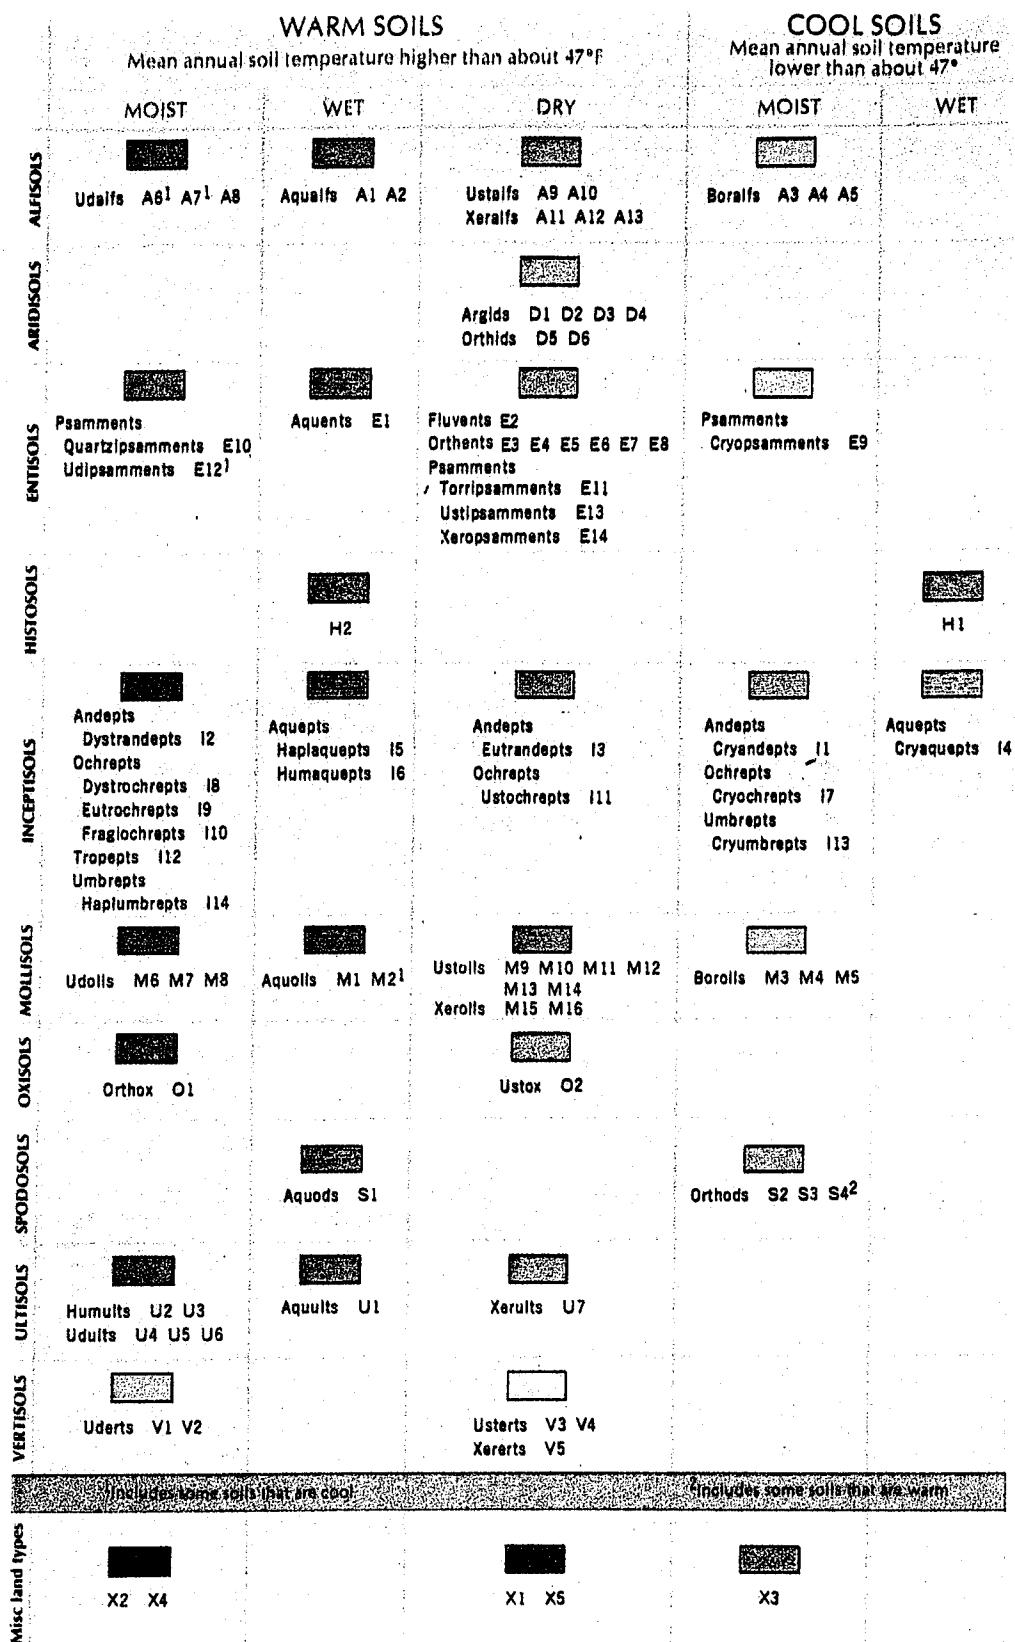 WARM SOILS
Mean annual soil temperature higher than about 47°F
COOL SOILS
Mean annual soil temperature
lower than about 47°
MOIST WET DRY MOIST WET
ALFISOLS
Udalfs A6¹ A7¹ A8
Aqualfs A1 A2
Ustalfs A9 A10
Xeralfs A11 A12 A13
Boralfs A3 A4 A5
ARIDISOLS
Argids D1 D2 D3 D4
Orthids D5 D6
ENTISOLS
Psamments
Quartzipsamments E10
Udipsamments E12¹
Aquents E1
Fluvents E2
Orthents E3 E4 E5 E6 E7 E8
Psamments
Torripsamments E11
Ustipsamments E13
Xeropsamments E14
Psamments
Cryopsamments E9
HISTOSOLS
H2
H1
INCEPTISOLS
Andepts
Dystrandepts I2
Ochrepts
Dystrochrepts I8
Eutrochrepts I9
Fragiochrepts I10
Tropepts I12
Umbrepts
Haplumbrepts I14
Aquepts
Haplaquepts I5
Humaquepts I6
Andepts
Eutrandepts I3
Ochrepts
Ustochrepts I11
Andepts
Cryandepts I1
Ochrepts
Cryochrepts I7
Umbrepts
Cryumbrepts I13
Aquepts
Cryaquepts I4
MOLLISOLS
Udolls M6 M7 M8
Aquolls M1 M2¹
Ustolls M9 M10 M11 M12
M13 M14
Xerolls M15 M16
Borolls M3 M4 M5
OXISOLS
Orthox O1
Ustox O2
SPODOSOLS
Aquods S1
Orthods S2 S3 S4²
ULTISOLS
Humults U2 U3
Udults U4 U5 U6
Aquults U1
Xerults U7
VERTISOLS
Uderts V1 V2
Usterts V3 V4
Xererts V5
¹Includes some soils that are cool
²Includes some soils that are warm
Misc land types
X2 X4
X1 X5
X3